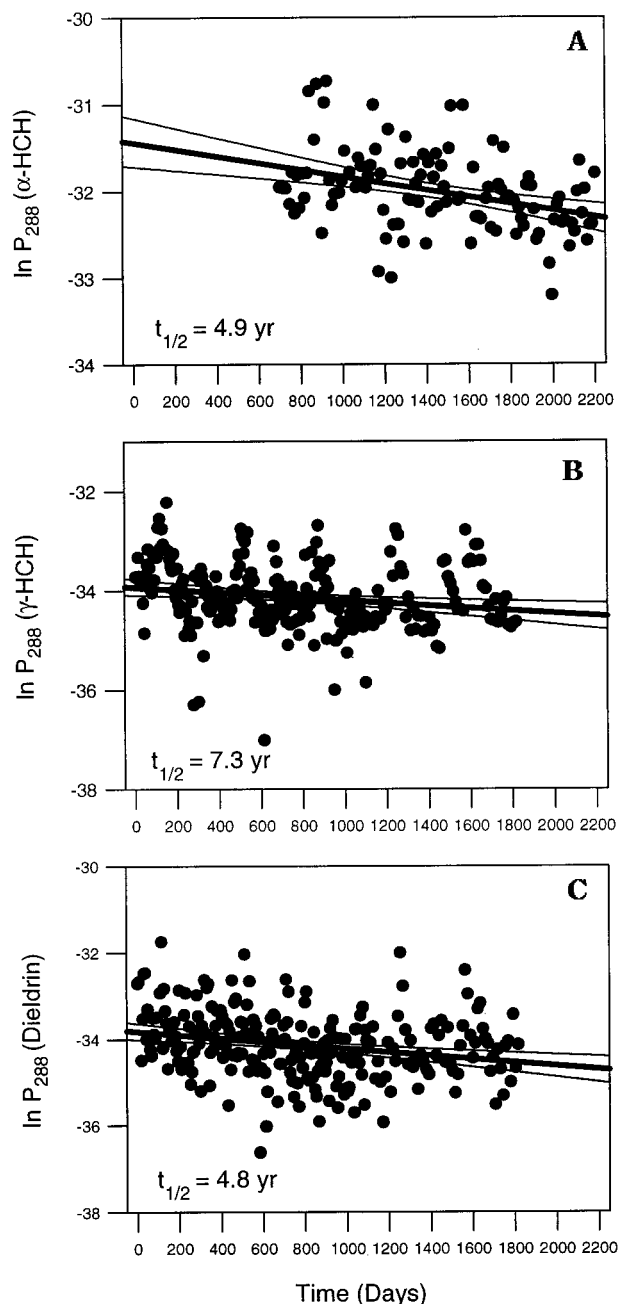 A
-30
-31
-32
-33
-34
ln P288 (α-HCH)
t1/2 = 4.9 yr
0 200 400 600 800 1000 1200 1400 1600 1800 2000 2200
B
-32
-34
-36
-38
ln P288 (γ-HCH)
t1/2 = 7.3 yr
0 200 400 600 800 1000 1200 1400 1600 1800 2000 2200
C
-30
-32
-34
-36
-38
ln P288 (Dieldrin)
t1/2 = 4.8 yr
0 200 400 600 800 1000 1200 1400 1600 1800 2000 2200
Time (Days)